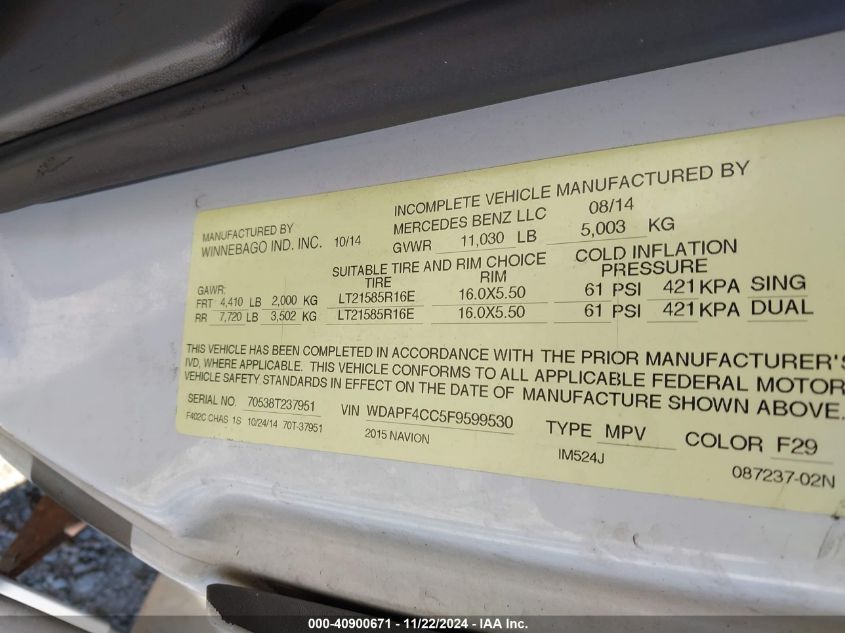 MANUFACTURED BY
WINNEBAGO IND. INC. 10/14
INCOMPLETE VEHICLE MANUFACTURED BY
MERCEDES BENZ LLC 08/14
GVWR 11,030 LB 5,003 KG
SUITABLE TIRE AND RIM CHOICE
COLD INFLATION
GAWR: TIRE RIM PRESSURE
FRT 4,410 LB 2,000 KG LT21585R16E 16.0X5.50 61 PSI 421 KPA SING
RR 7,720 LB 3,502 KG LT21585R16E 16.0X5.50 61 PSI 421 KPA DUAL
THIS VEHICLE HAS BEEN COMPLETED IN ACCORDANCE WITH THE PRIOR MANUFACTURER'S
IVD, WHERE APPLICABLE. THIS VEHICLE CONFORMS TO ALL APPLICABLE FEDERAL MOTOR
VEHICLE SAFETY STANDARDS IN EFFECT ON THE DATE OF MANUFACTURE SHOWN ABOVE.
SERIAL NO. 70538T237951 VIN WDAPF4CC5F9599530 TYPE MPV COLOR F29
F402C CHAS 1S 10/24/14 70T-37951 2015 NAVION IM524J 087237-02N
000-40900671 - 11/22/2024 - IAA Inc.